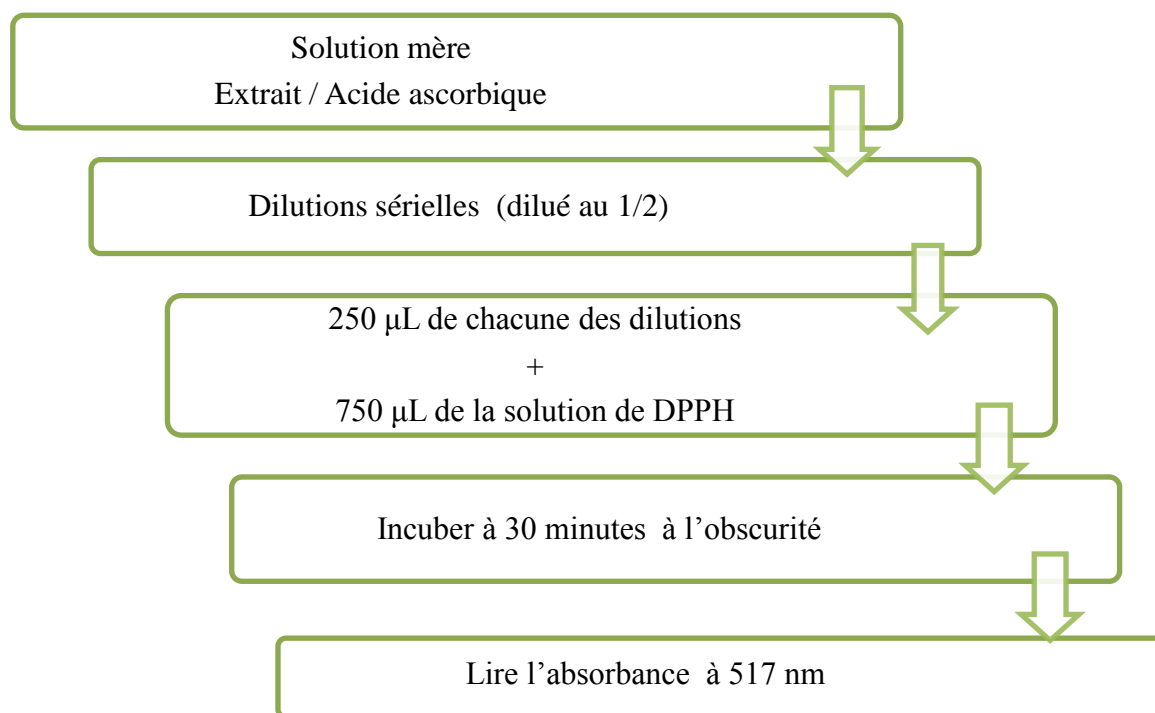 Solution mère
Extrait / Acide ascorbique
Dilutions sérielles  (dilué au 1/2)
250 μL de chacune des dilutions
+
750 μL de la solution de DPPH
Incuber à 30 minutes  à l’obscurité
Lire l’absorbance  à 517 nm